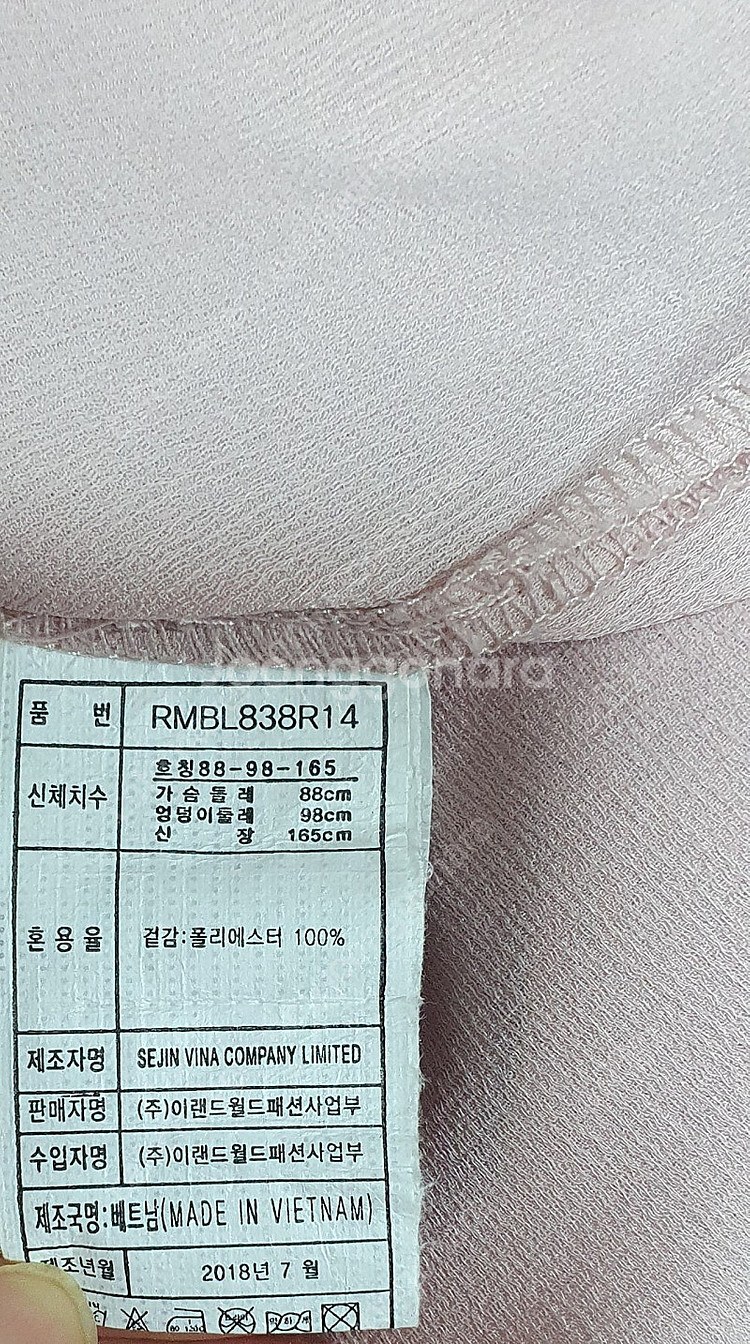 Joonggonara
품 번 RMBL838R14
신체치수 호칭88-98-165
가슴둘레 88cm
엉덩이둘레 98cm
신 장 165cm
혼용율 겉감:폴리에스터 100%
제조자명 SEJIN VINA COMPANY LIMITED
판매자명 (주)이랜드월드패션사업부
수입자명 (주)이랜드월드패션사업부
제조국명:베트남(MADE IN VIETNAM)
제조년월 2018년 7 월